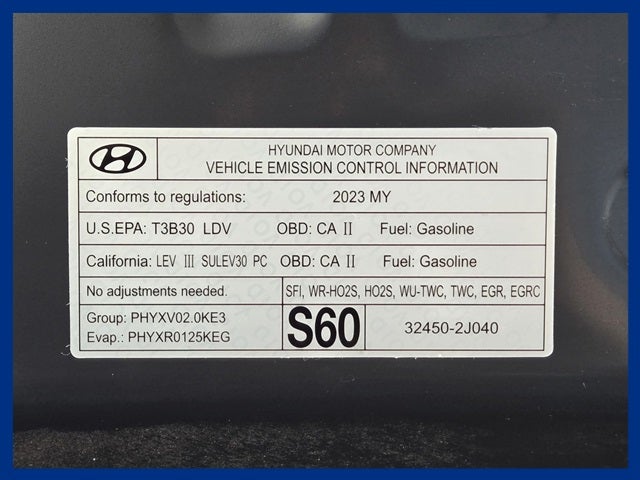 HYUNDAI MOTOR COMPANY
VEHICLE EMISSION CONTROL INFORMATION
Conforms to regulations: 2023 MY
U.S.EPA: T3B30 LDV OBD: CA II Fuel: Gasoline
California: LEV III SULEV30 PC OBD: CA II Fuel: Gasoline
No adjustments needed. SFI, WR-HO2S, HO2S, WU-TWC, TWC, EGR, EGRC
Group: PHYXV02.0KE3
Evap.: PHYXR0125KEG
S60
32450-2J040